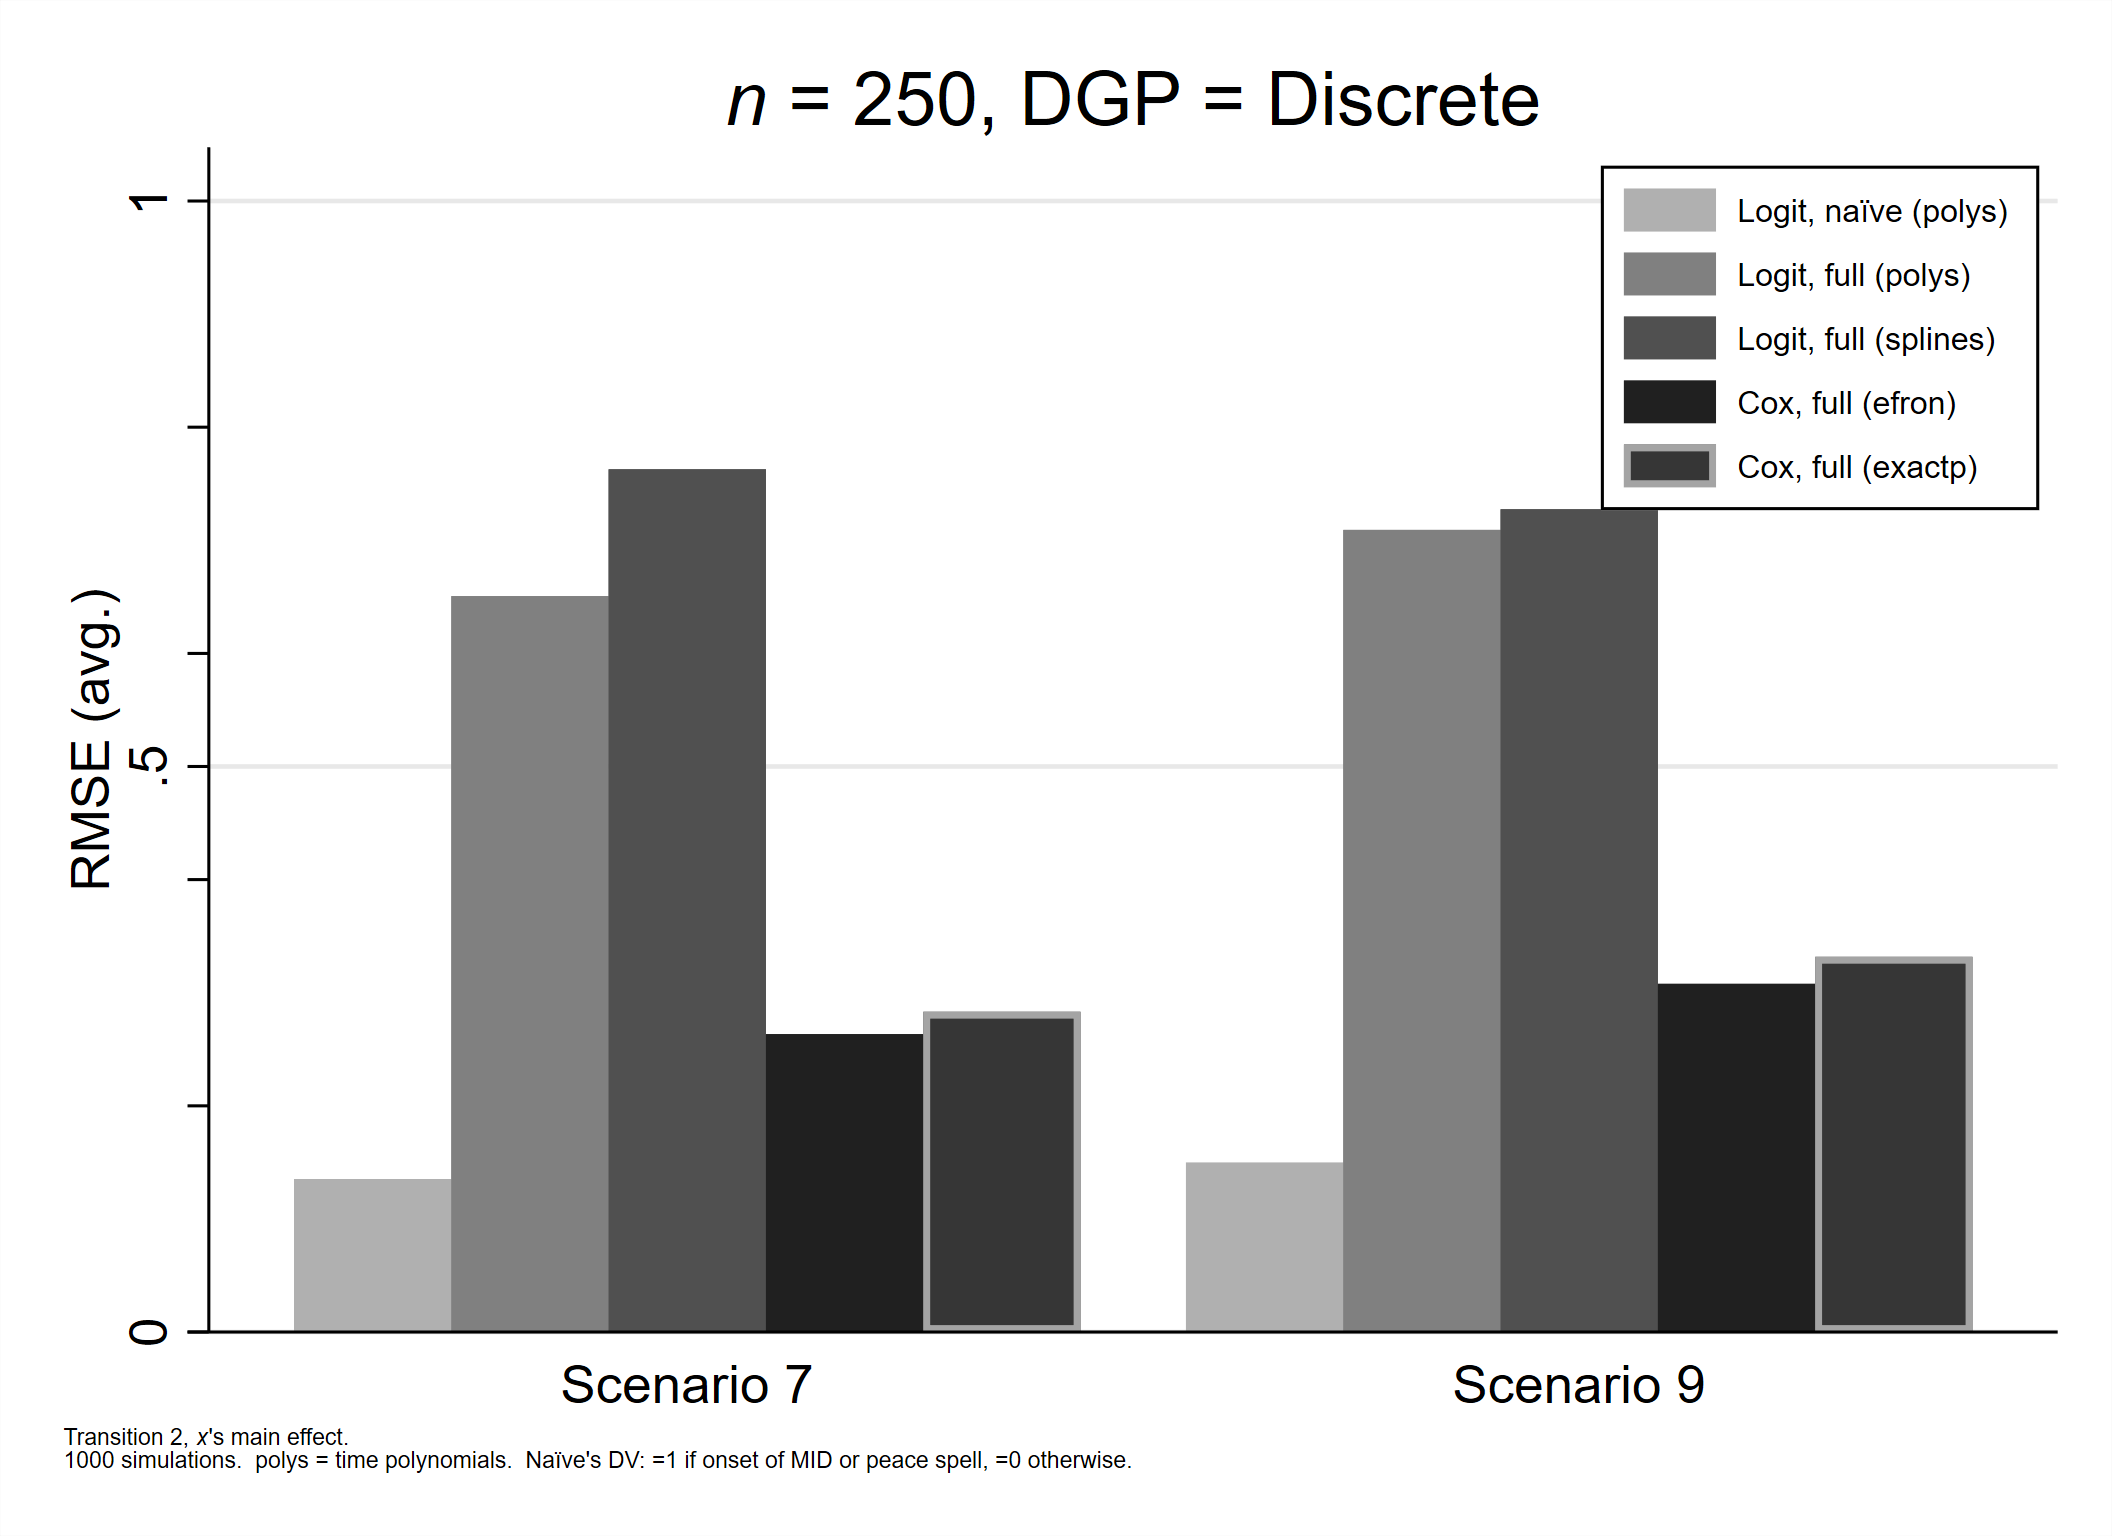 n = 250, DGP = Discrete
1
.5
0
RMSE (avg.)
Logit, naïve (polys)
Logit, full (polys)
Logit, full (splines)
Cox, full (efron)
Cox, full (exactp)
Scenario 7
Scenario 9
Transition 2, x's main effect.
1000 simulations.  polys = time polynomials.  Naïve's DV: =1 if onset of MID or peace spell, =0 otherwise.